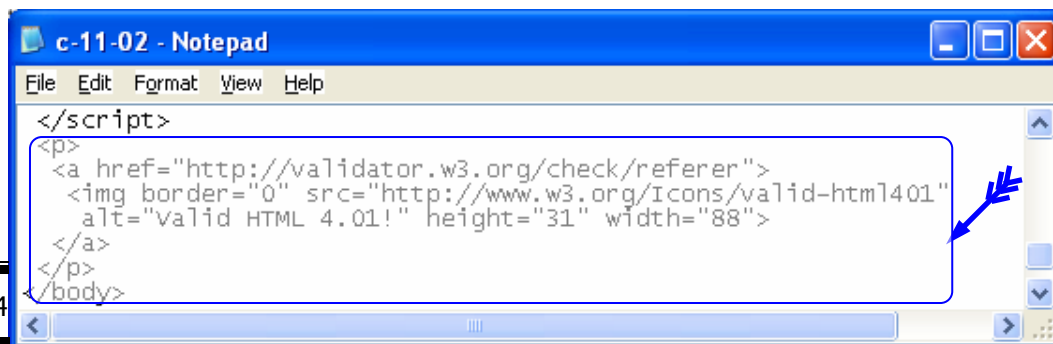 c-11-02 - Notepad
File Edit Format View Help
</script>
<p>
<a href="http://validator.w3.org/check/referer">
<img border="0" src="http://www.w3.org/Icons/valid-html401"
alt="Valid HTML 4.01!" height="31" width="88">
</a>
</p>
</body>
4